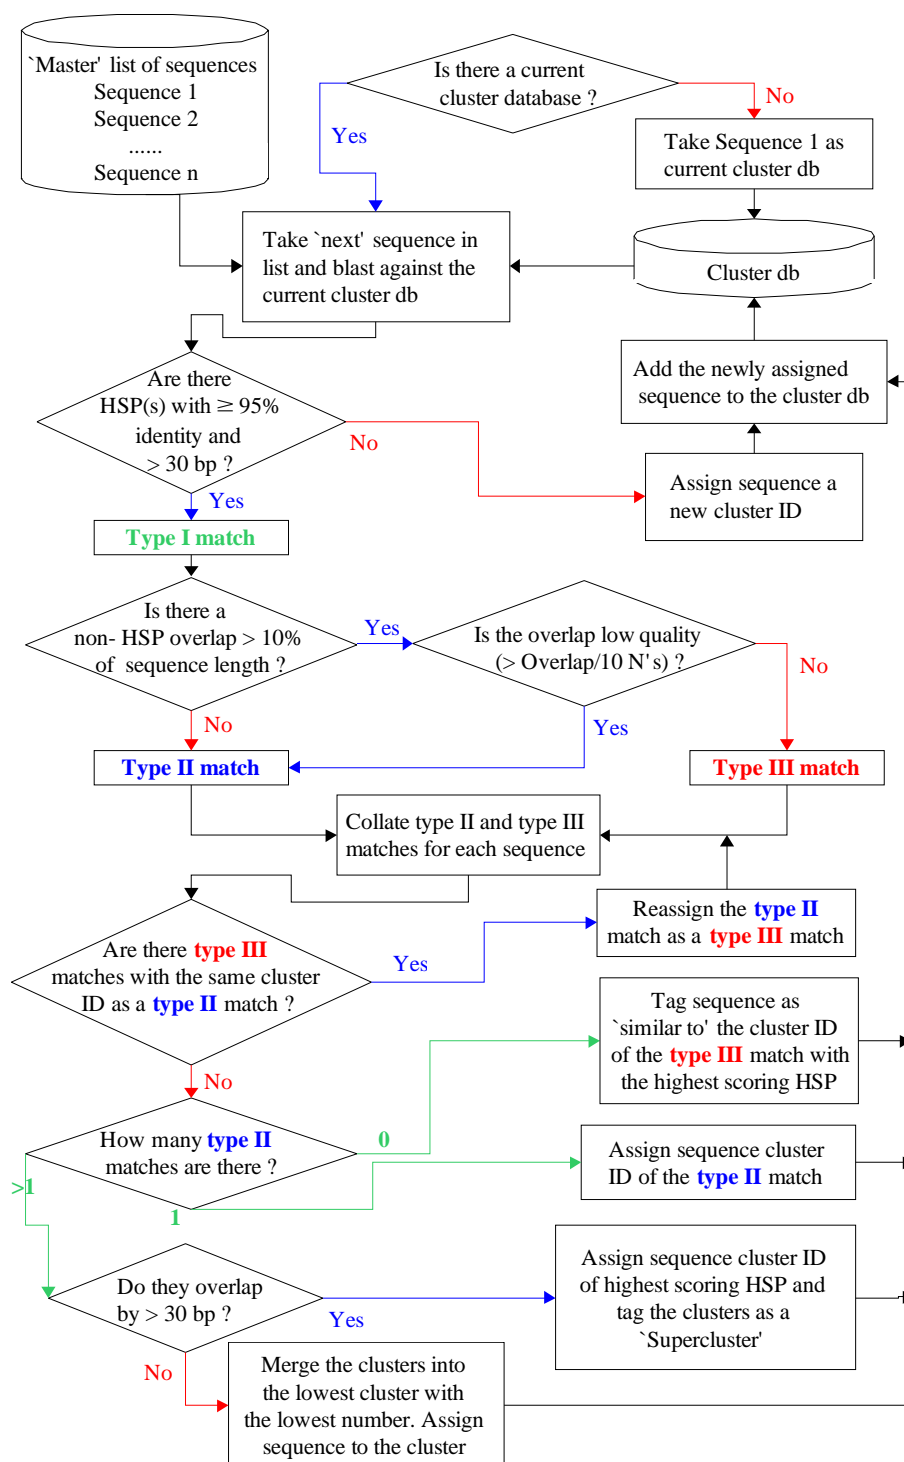 `Master' list of sequences
Sequence 1
Sequence 2
......
Sequence n
Is there a current
cluster database ?
No
Yes
Take Sequence 1 as
current cluster db
Take `next' sequence in
list and blast against the
current cluster db
Cluster db
Are there
HSP(s) with ≥ 95%
identity and
> 30 bp ?
Add the newly assigned
sequence to the cluster db
No
Assign sequence a
new cluster ID
Yes
Type I match
Is there a
non- HSP overlap > 10%
of sequence length ?
Yes
Is the overlap low quality
(> Overlap/10 N's) ?
No
No
Yes
Type II match
Type III match
Collate type II and type III
matches for each sequence
Reassign the type II
match as a type III match
Are there type III
matches with the same cluster
ID as a type II match ?
Yes
Tag sequence as
`similar to' the cluster ID
of the type III match with
the highest scoring HSP
No
How many type II
matches are there ?
0
Assign sequence cluster
ID of the type II match
>1
1
Do they overlap
by > 30 bp ?
Yes
Assign sequence cluster ID
of highest scoring HSP and
tag the clusters as a
`Supercluster'
No
Merge the clusters into
the lowest cluster with
the lowest number. Assign
sequence to the cluster